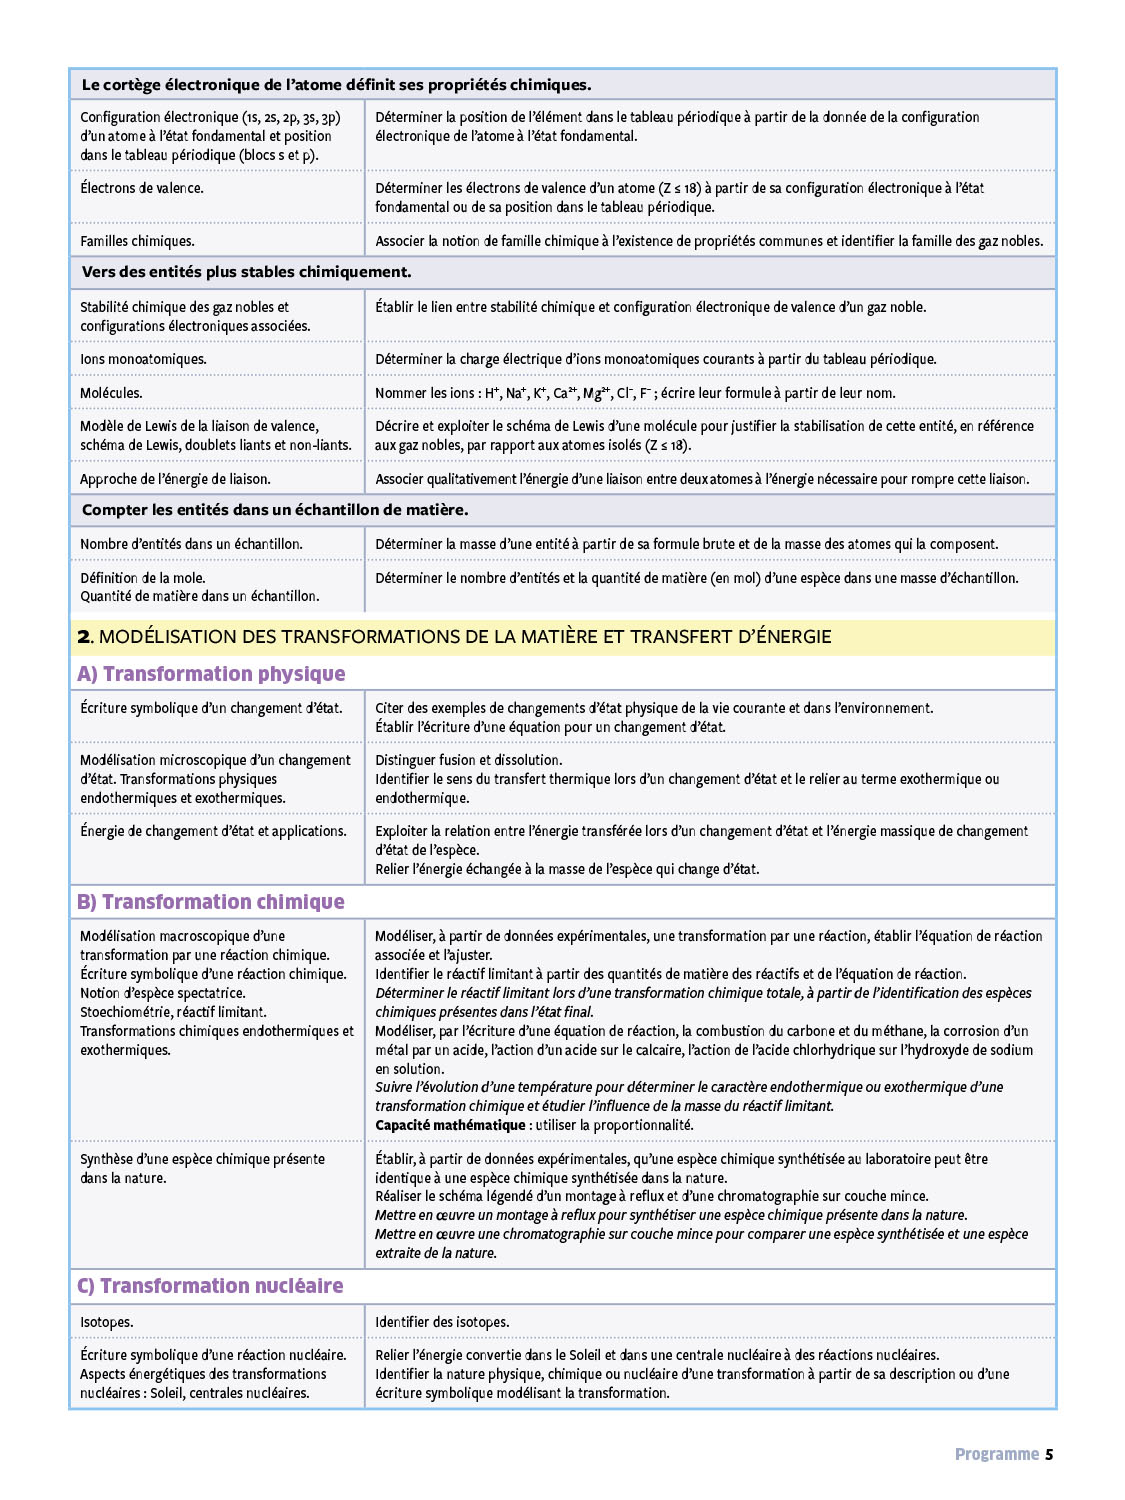 Le cortège électronique de l'atome définit ses propriétés chimiques.
Configuration électronique (1s, 2s, 2p, 3s, 3p)
d'un atome à l'état fondamental et position
dans le tableau périodique (blocs s et p).
Déterminer la position de l'élément dans le tableau périodique à partir de la donnée de la configuration
électronique de l'atome à l'état fondamental.
Électrons de valence.
Déterminer les électrons de valence d'un atome (Z ≤ 18) à partir de sa configuration électronique à l'état
fondamental ou de sa position dans le tableau périodique.
Familles chimiques.
Associer la notion de famille chimique à l'existence de propriétés communes et identifier la famille des gaz nobles.
Vers des entités plus stables chimiquement.
Stabilité chimique des gaz nobles et
configurations électroniques associées.
Établir le lien entre stabilité chimique et configuration électronique de valence d'un gaz noble.
Ions monoatomiques.
Déterminer la charge électrique d'ions monoatomiques courants à partir du tableau périodique.
Molécules.
Nommer les ions : H⁺, Na⁺, K⁺, Ca²⁺, Mg²⁺, Cl⁻, F⁻ ; écrire leur formule à partir de leur nom.
Modèle de Lewis de la liaison de valence,
schéma de Lewis, doublets liants et non-liants.
Décrire et exploiter le schéma de Lewis d'une molécule pour justifier la stabilisation de cette entité, en référence
aux gaz nobles, par rapport aux atomes isolés (Z ≤ 18).
Approche de l'énergie de liaison.
Associer qualitativement l'énergie d'une liaison entre deux atomes à l'énergie nécessaire pour rompre cette liaison.
Compter les entités dans un échantillon de matière.
Nombre d'entités dans un échantillon.
Déterminer la masse d'une entité à partir de sa formule brute et de la masse des atomes qui la composent.
Définition de la mole.
Quantité de matière dans un échantillon.
Déterminer le nombre d'entités et la quantité de matière (en mol) d'une espèce dans une masse d'échantillon.
2. MODÉLISATION DES TRANSFORMATIONS DE LA MATIÈRE ET TRANSFERT D'ÉNERGIE
A) Transformation physique
Écriture symbolique d'un changement d'état.
Citer des exemples de changements d'état physique de la vie courante et dans l'environnement.
Établir l'écriture d'une équation pour un changement d'état.
Modélisation microscopique d'un changement
d'état. Transformations physiques
endothermiques et exothermiques.
Distinguer fusion et dissolution.
Identifier le sens du transfert thermique lors d'un changement d'état et le relier au terme exothermique ou
endothermique.
Énergie de changement d'état et applications.
Exploiter la relation entre l'énergie transférée lors d'un changement d'état et l'énergie massique de changement
d'état de l'espèce.
Relier l'énergie échangée à la masse de l'espèce qui change d'état.
B) Transformation chimique
Modélisation macroscopique d'une
transformation par une réaction chimique.
Écriture symbolique d'une réaction chimique.
Notion d'espèce spectatrice.
Stoechiométrie, réactif limitant.
Transformations chimiques endothermiques et
exothermiques.
Modéliser, à partir de données expérimentales, une transformation par une réaction, établir l'équation de réaction
associée et l'ajuster.
Identifier le réactif limitant à partir des quantités de matière des réactifs et de l'équation de réaction.
Déterminer le réactif limitant lors d'une transformation chimique totale, à partir de l'identification des espèces
chimiques présentes dans l'état final.
Modéliser, par l'écriture d'une équation de réaction, la combustion du carbone et du méthane, la corrosion d'un
métal par un acide, l'action d'un acide sur le calcaire, l'action de l'acide chlorhydrique sur l'hydroxyde de sodium
en solution.
Suivre l'évolution d'une température pour déterminer le caractère endothermique ou exothermique d'une
transformation chimique et étudier l'influence de la masse du réactif limitant.
Capacité mathématique : utiliser la proportionnalité.
Synthèse d'une espèce chimique présente
dans la nature.
Établir, à partir de données expérimentales, qu'une espèce chimique synthétisée au laboratoire peut être
identique à une espèce chimique synthétisée dans la nature.
Réaliser le schéma légendé d'un montage à reflux et d'une chromatographie sur couche mince.
Mettre en œuvre un montage à reflux pour synthétiser une espèce chimique présente dans la nature.
Mettre en œuvre une chromatographie sur couche mince pour comparer une espèce synthétisée et une espèce
extraite de la nature.
C) Transformation nucléaire
Isotopes.
Identifier des isotopes.
Écriture symbolique d'une réaction nucléaire.
Aspects énergétiques des transformations
nucléaires : Soleil, centrales nucléaires.
Relier l'énergie convertie dans le Soleil et dans une centrale nucléaire à des réactions nucléaires.
Identifier la nature physique, chimique ou nucléaire d'une transformation à partir de sa description ou d'une
écriture symbolique modélisant la transformation.
Programme 5